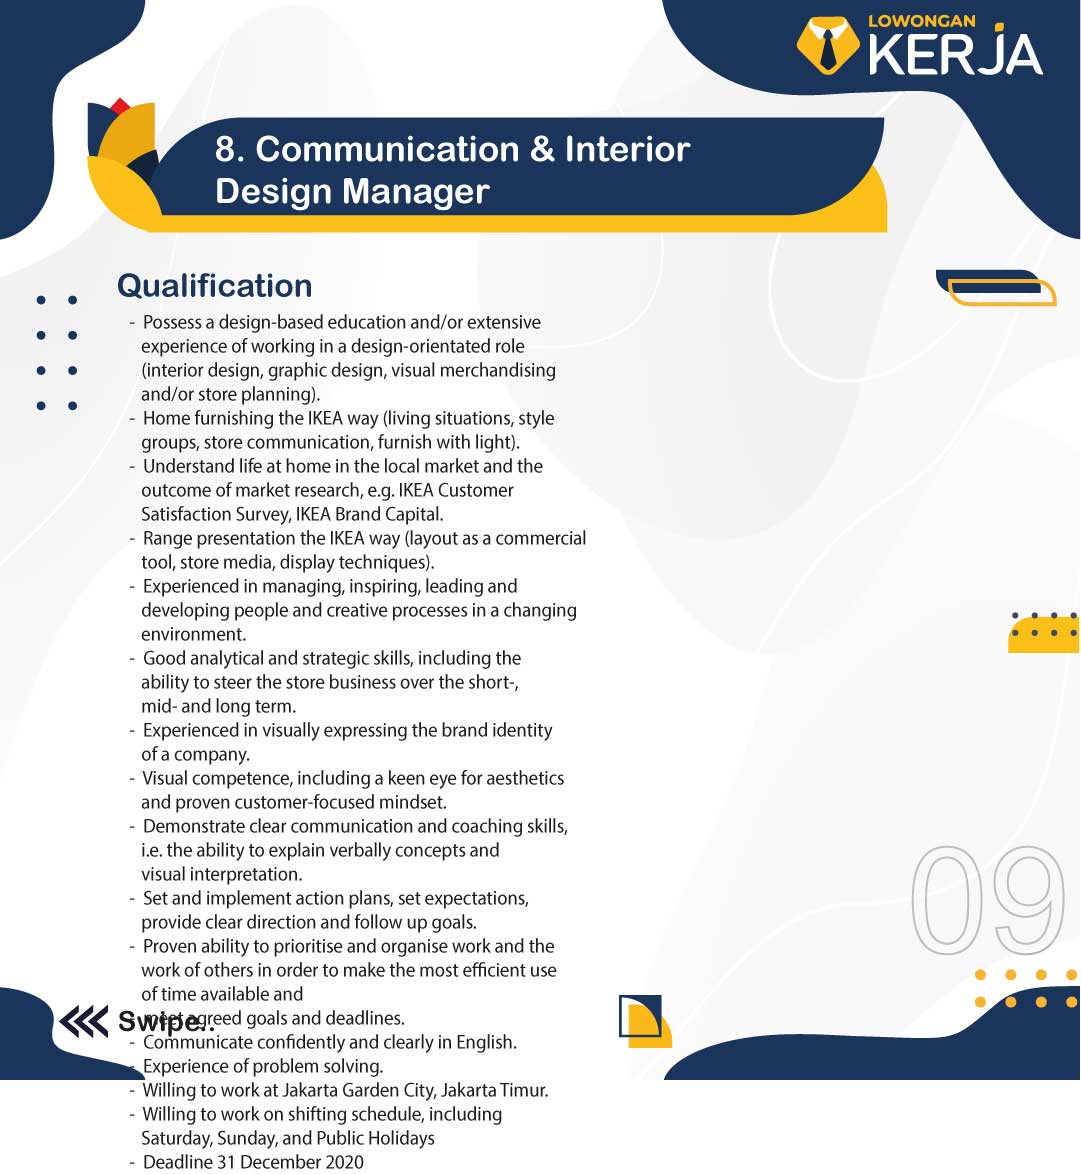 LOWONGAN
KERJA
8. Communication & Interior
Design Manager
Qualification
- Possess a design-based education and/or extensive
experience of working in a design-orientated role
(interior design, graphic design, visual merchandising
and/or store planning).
- Home furnishing the IKEA way (living situations, style
groups, store communication, furnish with light).
- Understand life at home in the local market and the
outcome of market research, e.g. IKEA Customer
Satisfaction Survey, IKEA Brand Capital.
- Range presentation the IKEA way (layout as a commercial
tool, store media, display techniques).
- Experienced in managing, inspiring, leading and
developing people and creative processes in a changing
environment.
- Good analytical and strategic skills, including the
ability to steer the store business over the short-,
mid- and long term.
- Experienced in visually expressing the brand identity
of a company.
- Visual competence, including a keen eye for aesthetics
and proven customer-focused mindset.
- Demonstrate clear communication and coaching skills,
i.e. the ability to explain verbally concepts and
visual interpretation.
- Set and implement action plans, set expectations,
provide clear direction and follow up goals.
- Proven ability to prioritise and organise work and the
work of others in order to make the most efficient use
of time available and
- meet agreed goals and deadlines.
Swipe..
- Communicate confidently and clearly in English.
- Experience of problem solving.
- Willing to work at Jakarta Garden City, Jakarta Timur.
- Willing to work on shifting schedule, including
Saturday, Sunday, and Public Holidays
- Deadline 31 December 2020
09